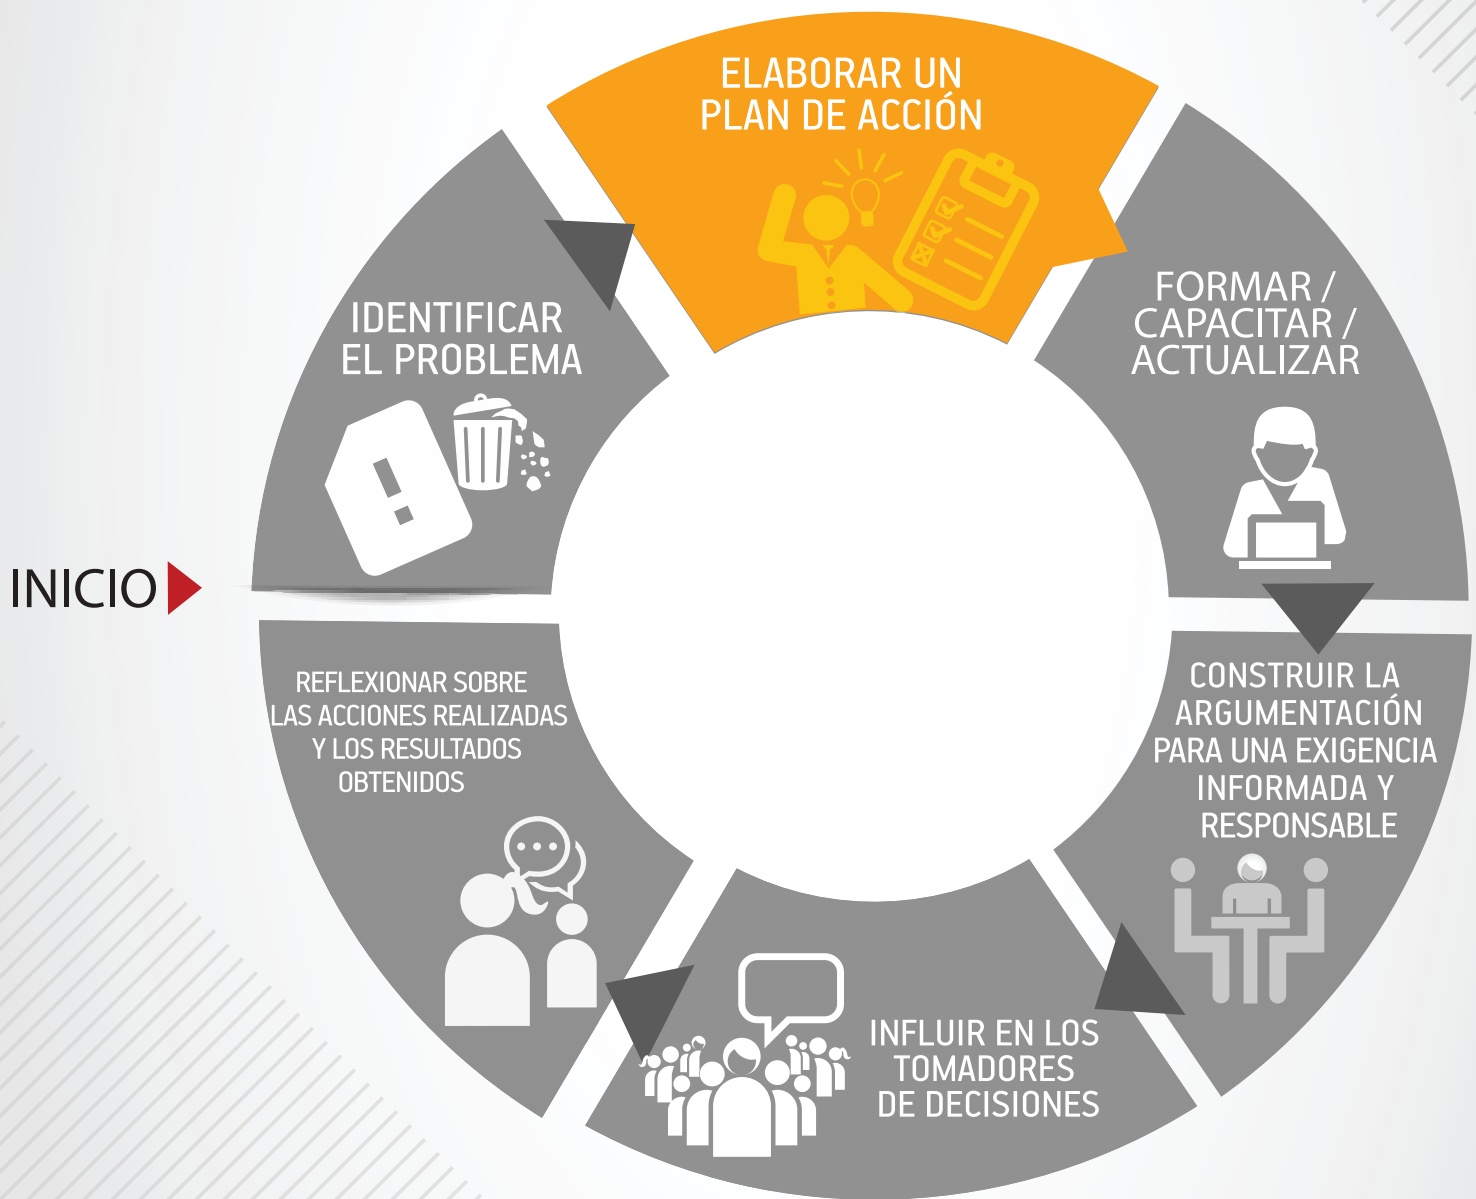 INICIO
IDENTIFICAR
EL PROBLEMA
!
ELABORAR UN
PLAN DE ACCIÓN
FORMAR /
CAPACITAR /
ACTUALIZAR
CONSTRUIR LA
ARGUMENTACIÓN
PARA UNA EXIGENCIA
INFORMADA Y
RESPONSABLE
INFLUIR EN LOS
TOMADORES
DE DECISIONES
REFLEXIONAR SOBRE
LAS ACCIONES REALIZADAS
Y LOS RESULTADOS
OBTENIDOS